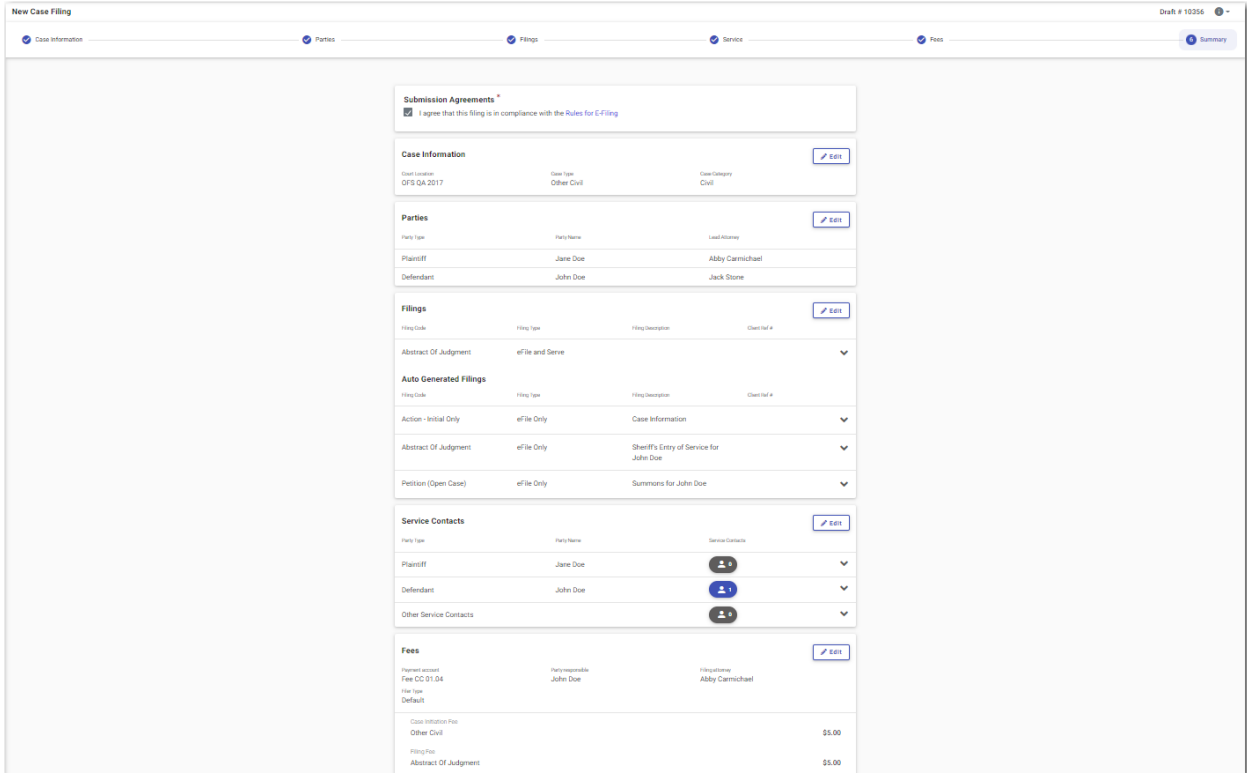 New Case Filing Draft # 10356
Case Information Parties Filings Service Fees 6 Summary
Submission Agreements *
I agree that this filing is in compliance with the Rules for E-Filing
Case Information Edit
Court Location Case Type Case Category
OFS QA 2017 Other Civil Civil
Parties Edit
Party Type Party Name Lead Attorney
Plaintiff Jane Doe Abby Carmichael
Defendant John Doe Jack Stone
Filings Edit
Filing Code Filing Type Filing Description Client Ref #
Abstract Of Judgment eFile and Serve
Auto Generated Filings
Filing Code Filing Type Filing Description Client Ref #
Action - Initial Only eFile Only Case Information
Abstract Of Judgment eFile Only Sheriff's Entry of Service for
John Doe
Petition (Open Case) eFile Only Summons for John Doe
Service Contacts Edit
Party Type Party Name Service Contacts
Plaintiff Jane Doe 0
Defendant John Doe 1
Other Service Contacts 0
Fees Edit
Payment account Party responsible Filing attorney
Fee CC 01.04 John Doe Abby Carmichael
Filer Type
Default
Case Initiation Fee
Other Civil $5.00
Filing Fee
Abstract Of Judgment $5.00